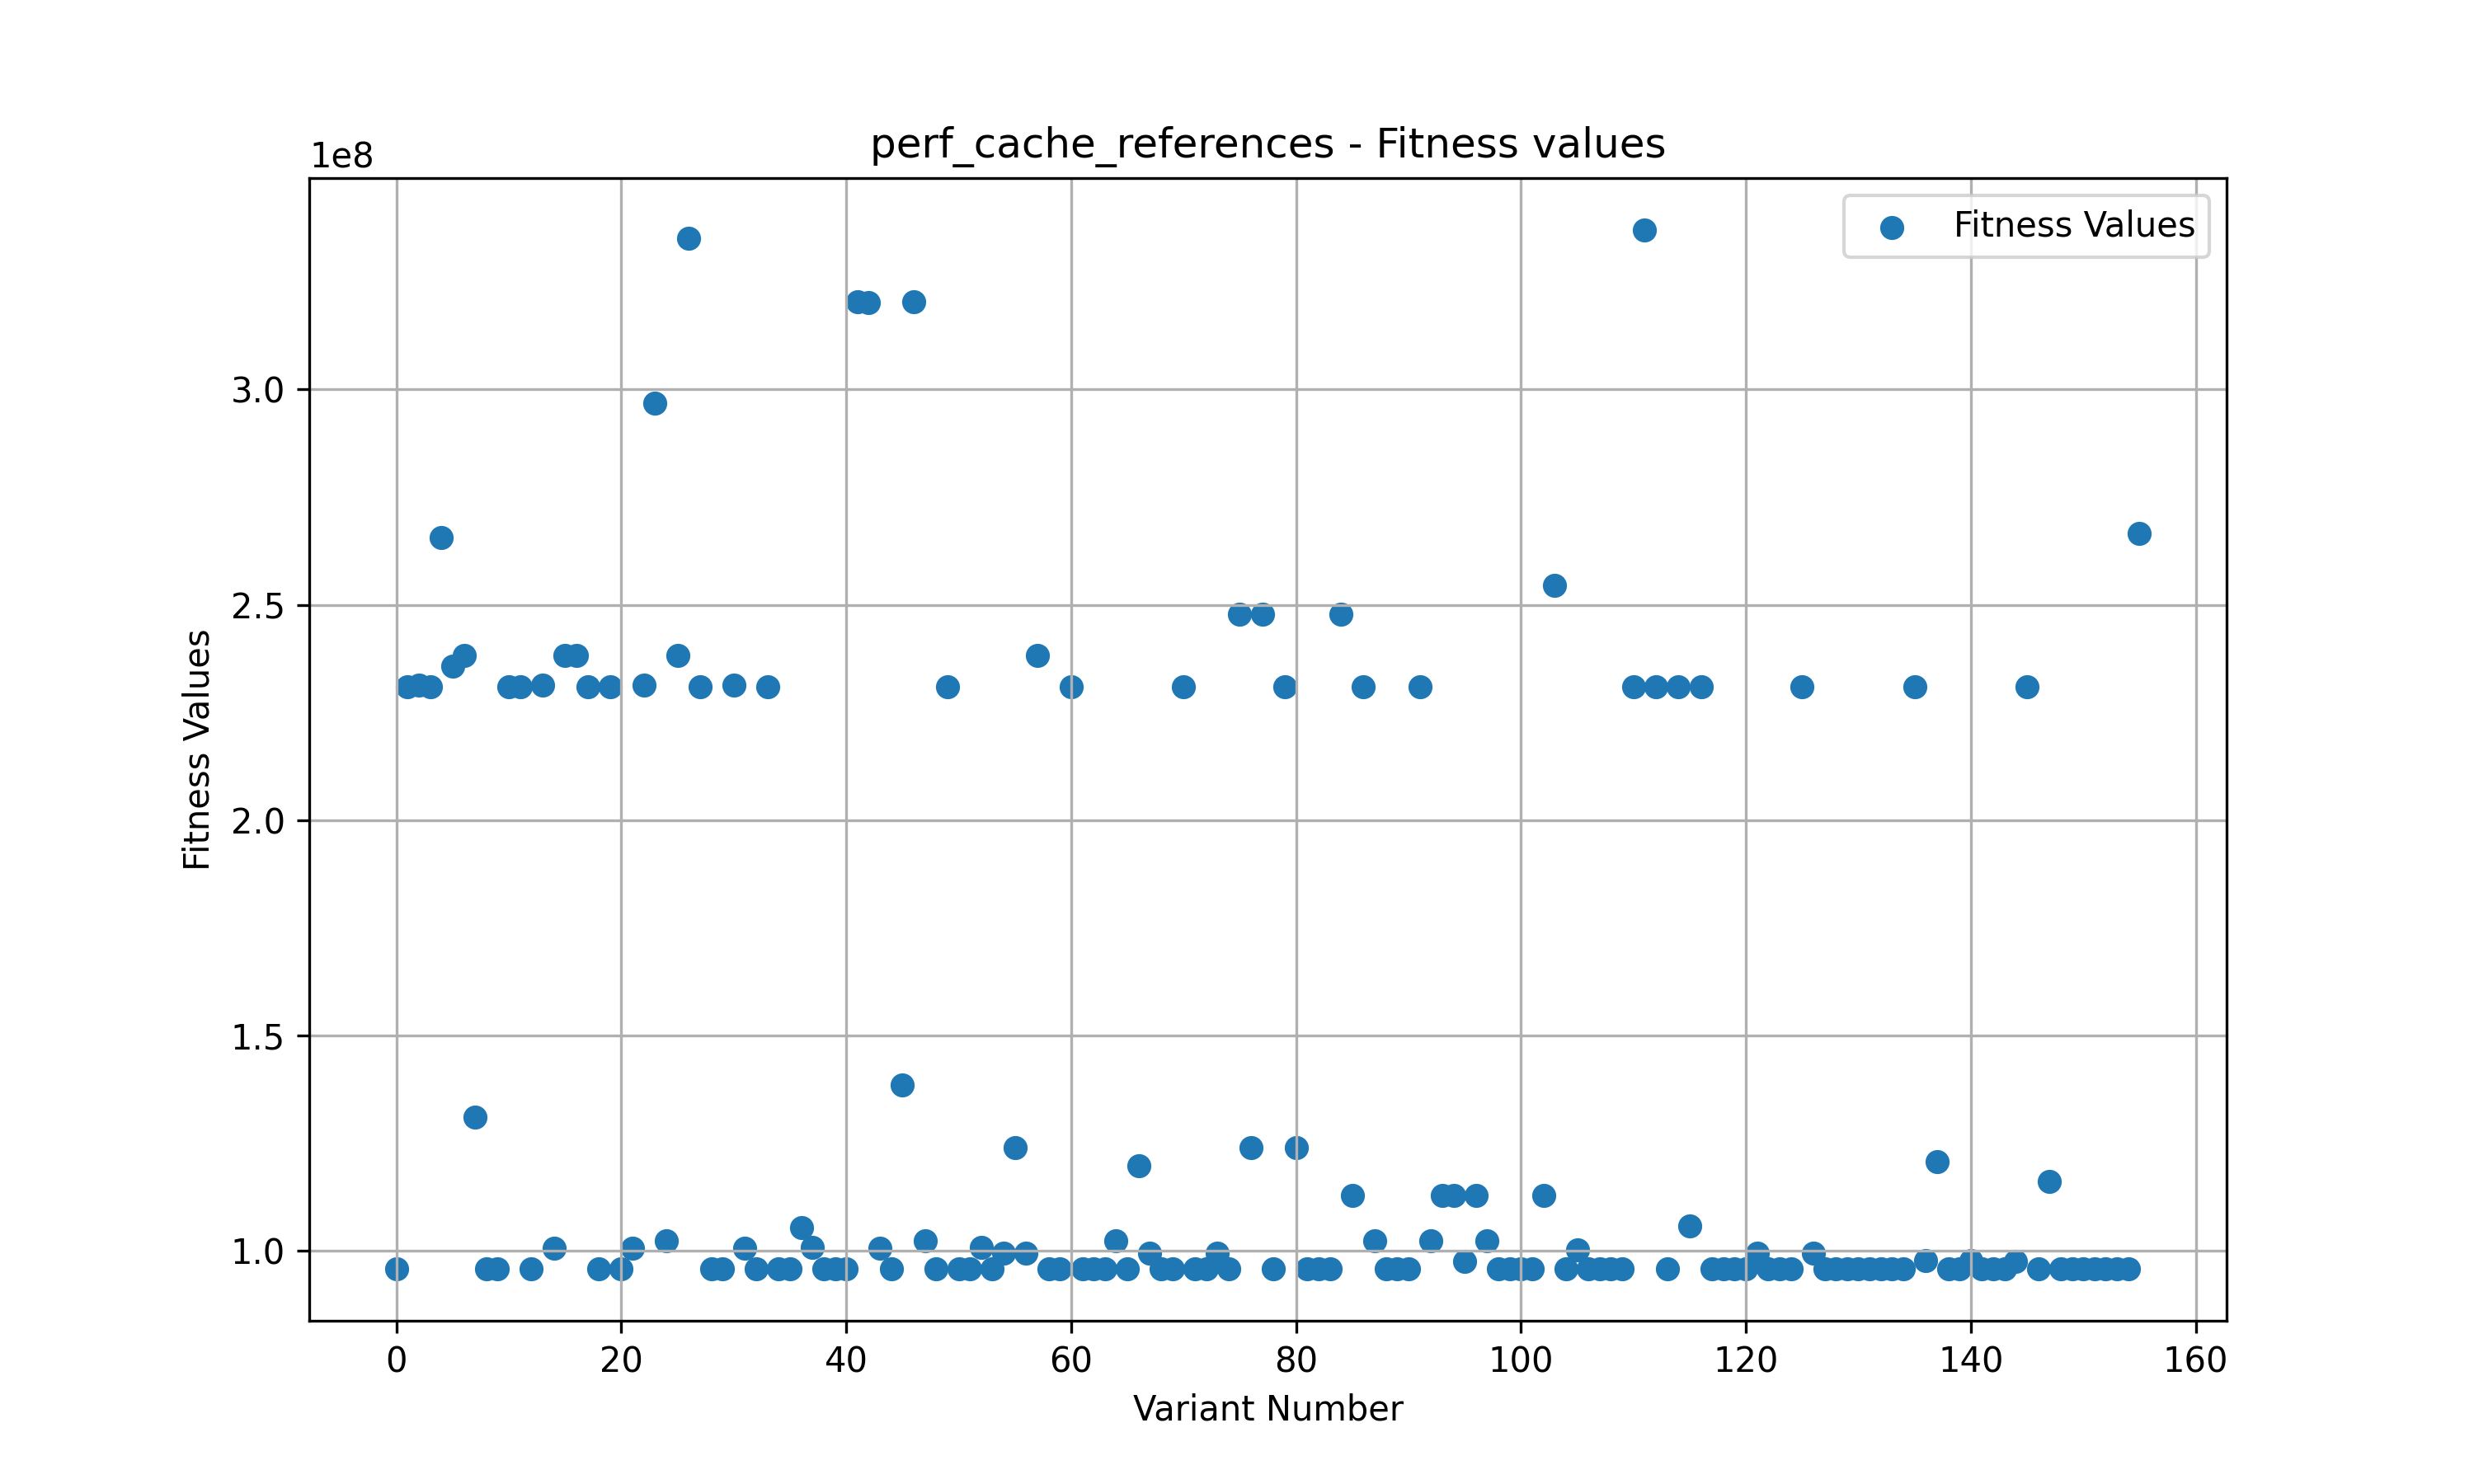 perf_cache_references - Fitness values
1e8
Fitness Values
3.0
2.5
2.0
1.5
1.0
Fitness Values
0 20 40 60 80 100 120 140 160
Variant Number